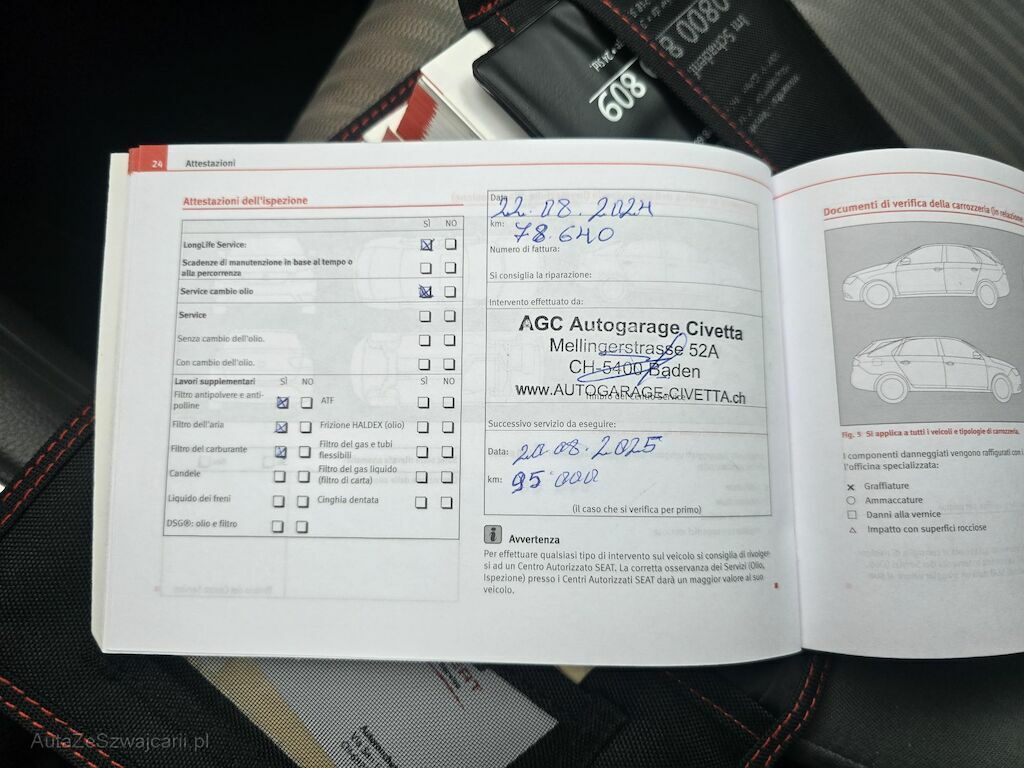 608
24 Attestazioni
Attestazioni dell'ispezione
SÌ NO
LongLife Service:
Scadenze di manutenzione in base al tempo o
alla percorrenza
Service cambio olio
Service
Senza cambio dell'olio.
Con cambio dell'olio.
Lavori supplementari SÌ NO SÌ NO
Filtro antipolvere e anti-
polline
ATF
Filtro dell'aria
Frizione HALDEX (olio)
Filtro del carburante
Filtro del gas e tubi
flessibili
Candele
Filtro del gas liquido
(filtro di carta)
Liquido dei freni
Cinghia dentata
DSG®: olio e filtro
Data:
22.08.2024
km: 78.640
Numero di fattura:
Si consiglia la riparazione:
Intervento effettuato da:
AGC Autogarage Civetta
Mellingerstrasse 52A
CH-5400 Baden
www.AUTOGARAGE-CIVETTA.ch
Successivo servizio da eseguire:
Data: 20.08.2025
km: 95 000
(il caso che si verifica per primo)
i Avvertenza
Per effettuare qualsiasi tipo di intervento sul veicolo si consiglia di rivolger-
si ad un Centro Autorizzato SEAT. La corretta osservanza dei Servizi (Olio,
Ispezione) presso i Centri Autorizzati SEAT darà un maggior valore al suo
veicolo.
Documenti di verifica della carrozzeria (in relazione
Fig. 5 Si applica a tutti i veicoli e tipologie di carrozzeria.
I componenti danneggiati vengono raffigurati con i
l'officina specializzata:
Graffiature
Ammaccature
Danni alla vernice
Impatto con superfici rocciose
AutaZeSzwajcarii.pl